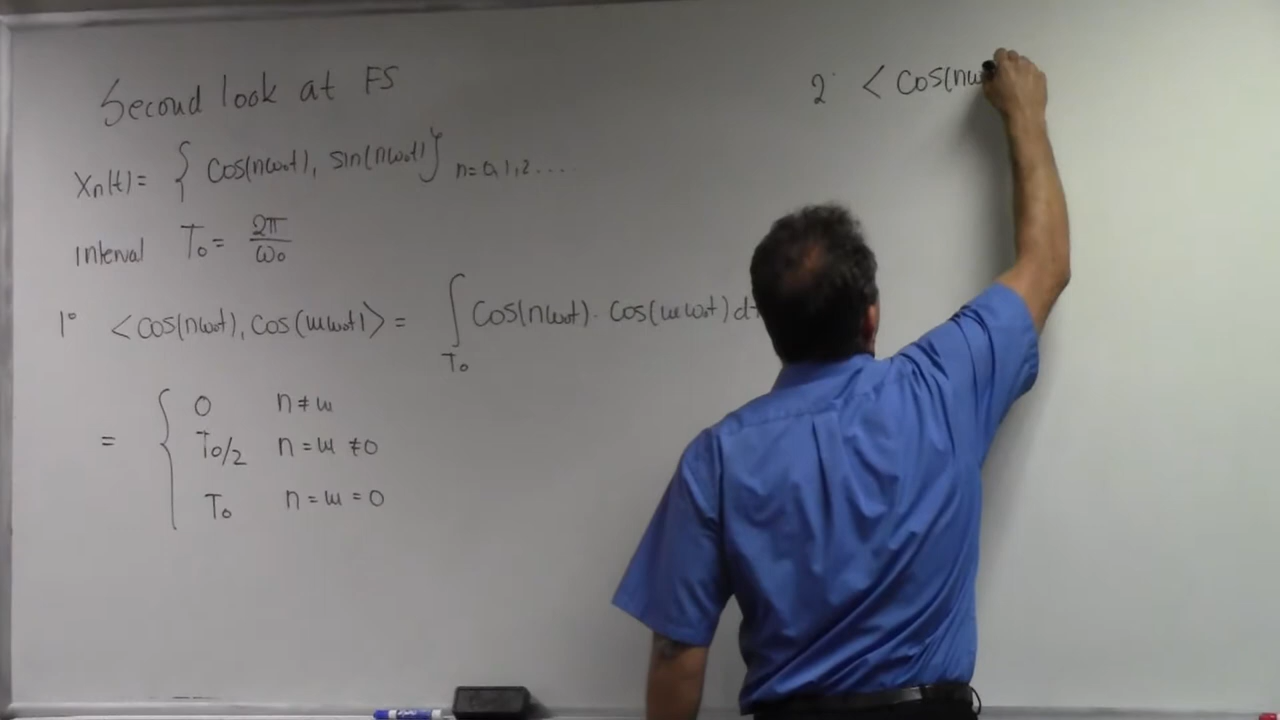 Second look at FS
Xn(t) = { cos(nω₀t), sin(nω₀t) } n=0,1,2...
Interval T₀ = 2π/ω₀
1° <cos(nω₀t), cos(mω₀t)> = ∫T₀ cos(nω₀t) · cos(mω₀t) dt
= { 0 n ≠ m
T₀/2 n = m ≠ 0
T₀ n = m = 0
2° < cos(nω